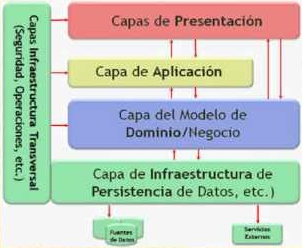 Capas Infraestructura Transversal
(Seguridad, Operaciones, etc.)
Capas de Presentación
Capa de Aplicación
Capa del Modelo de
Dominio/Negocio
Capa de Infraestructura de
Persistencia de Datos, etc.)
Fuentes
de Datos
Servicios
Externos